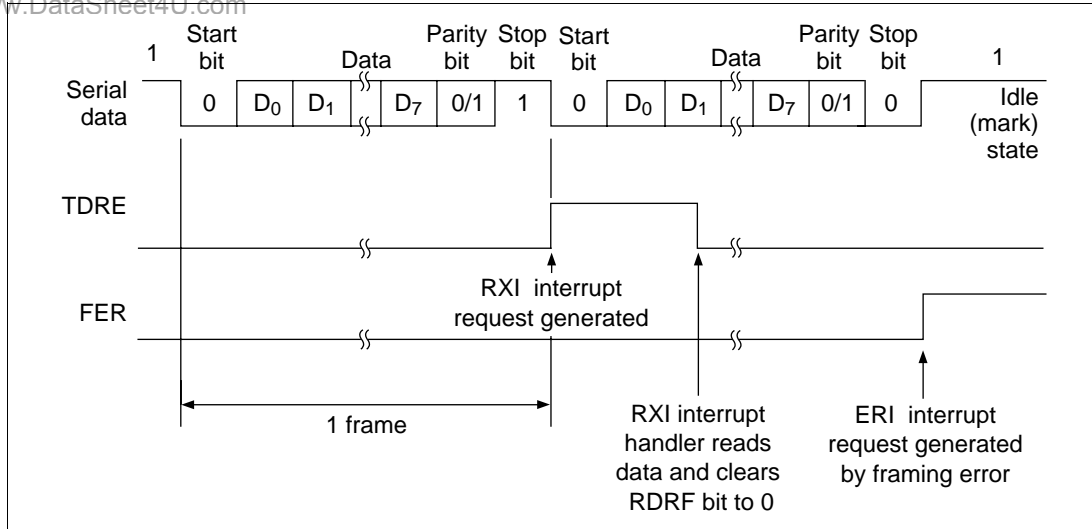 w.DataSheet4U.com
1 Start bit Data Parity bit Stop bit Start bit Data Parity bit Stop bit 1
Serial data 0 D0 D1 D7 0/1 1 0 D0 D1 D7 0/1 0 Idle (mark) state
TDRE
RXI interrupt
request generated
FER
1 frame
RXI interrupt
handler reads
data and clears
RDRF bit to 0
ERI interrupt
request generated
by framing error